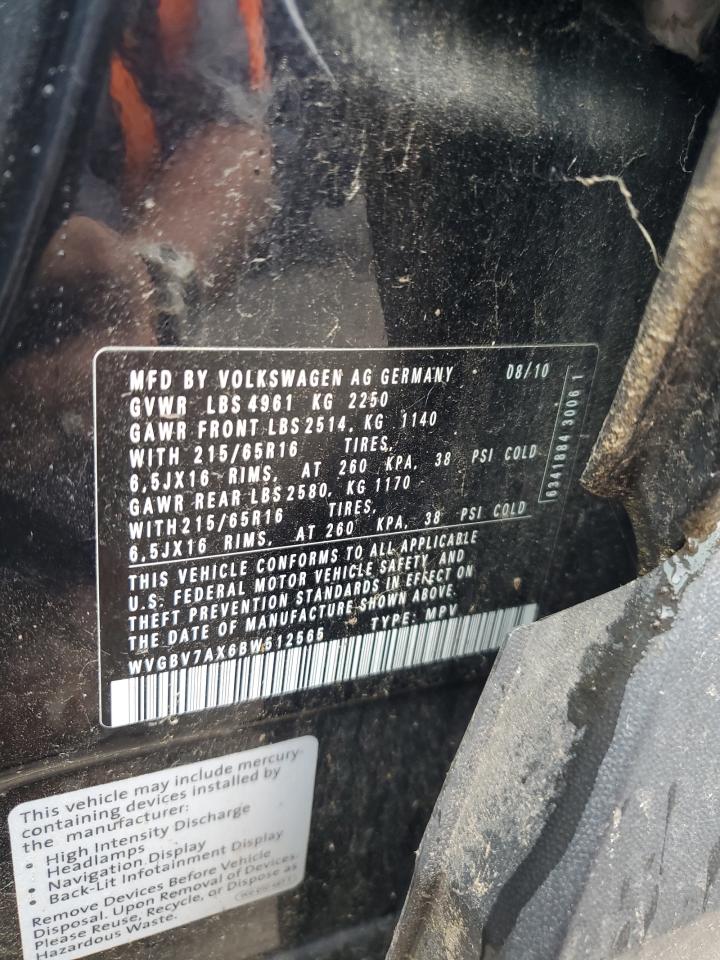 MFD BY VOLKSWAGEN AG GERMANY 08/10
GVWR LBS 4961 KG 2250
GAWR FRONT LBS 2514, KG 1140
WITH 215/65R16 TIRES,
6,5JX16 RIMS, AT 260 KPA, 38 PSI COLD
GAWR REAR LBS 2580, KG 1170
WITH 215/65R16 TIRES,
6,5JX16 RIMS, AT 260 KPA, 38 PSI COLD
6341884 30061
THIS VEHICLE CONFORMS TO ALL APPLICABLE
U.S. FEDERAL MOTOR VEHICLE SAFETY AND
THEFT PREVENTION STANDARDS IN EFFECT ON
THE DATE OF MANUFACTURE SHOWN ABOVE.
WVGBV7AX6BW512565 TYPE: MPV
This vehicle may include mercury-
containing devices installed by
the manufacturer:
• High Intensity Discharge
Headlamps
• Navigation Display
• Back-Lit Infotainment Display
Remove Devices Before Vehicle
Disposal. Upon Removal of Devices
Please Reuse, Recycle, or Dispose as
Hazardous Waste.